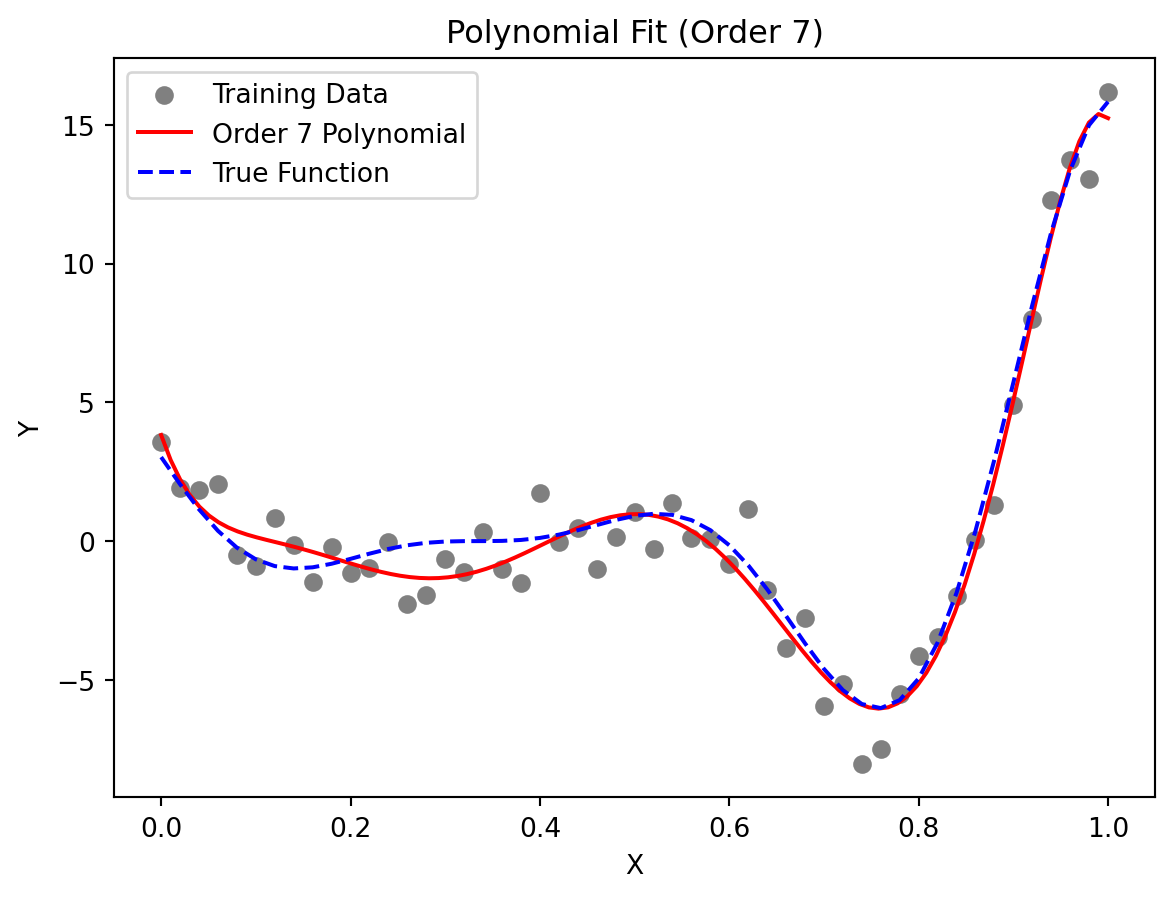 Polynomial Fit (Order 7)
Training Data
Order 7 Polynomial
True Function
15
10
5
0
−5
Y
0.0 0.2 0.4 0.6 0.8 1.0
X